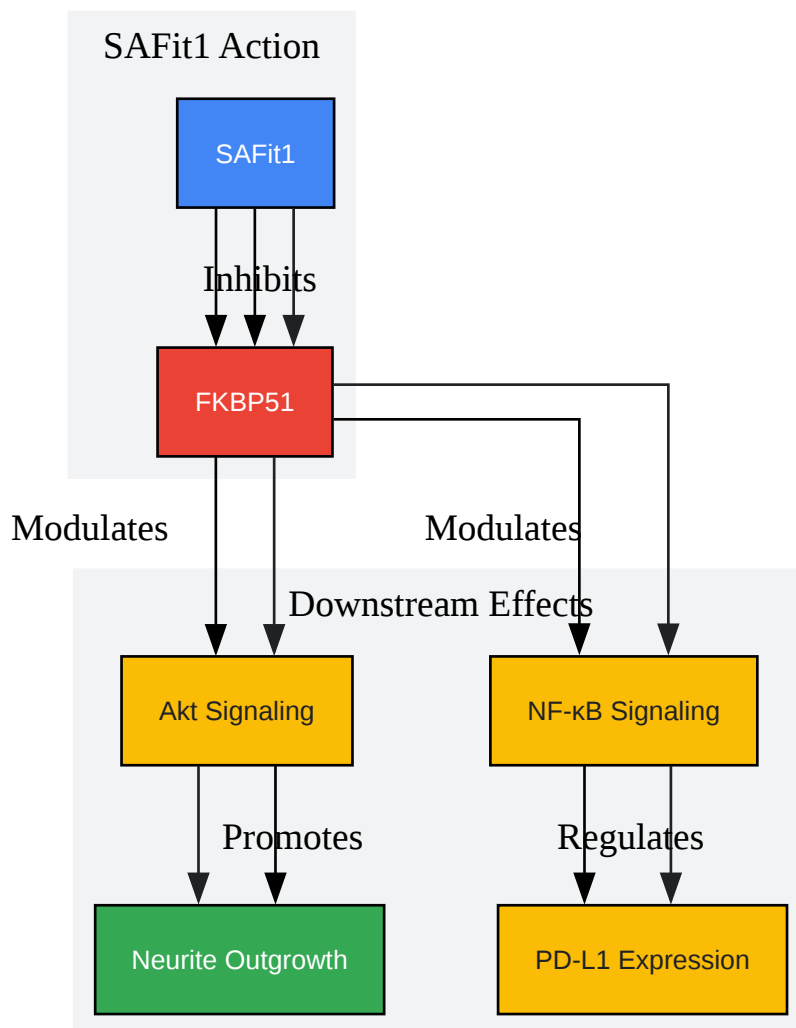 SAFit1 Action
SAFit1
Inhibits
FKBP51
Modulates
Modulates
Downstream Effects
Akt Signaling
NF-κB Signaling
Promotes
Regulates
Neurite Outgrowth
PD-L1 Expression